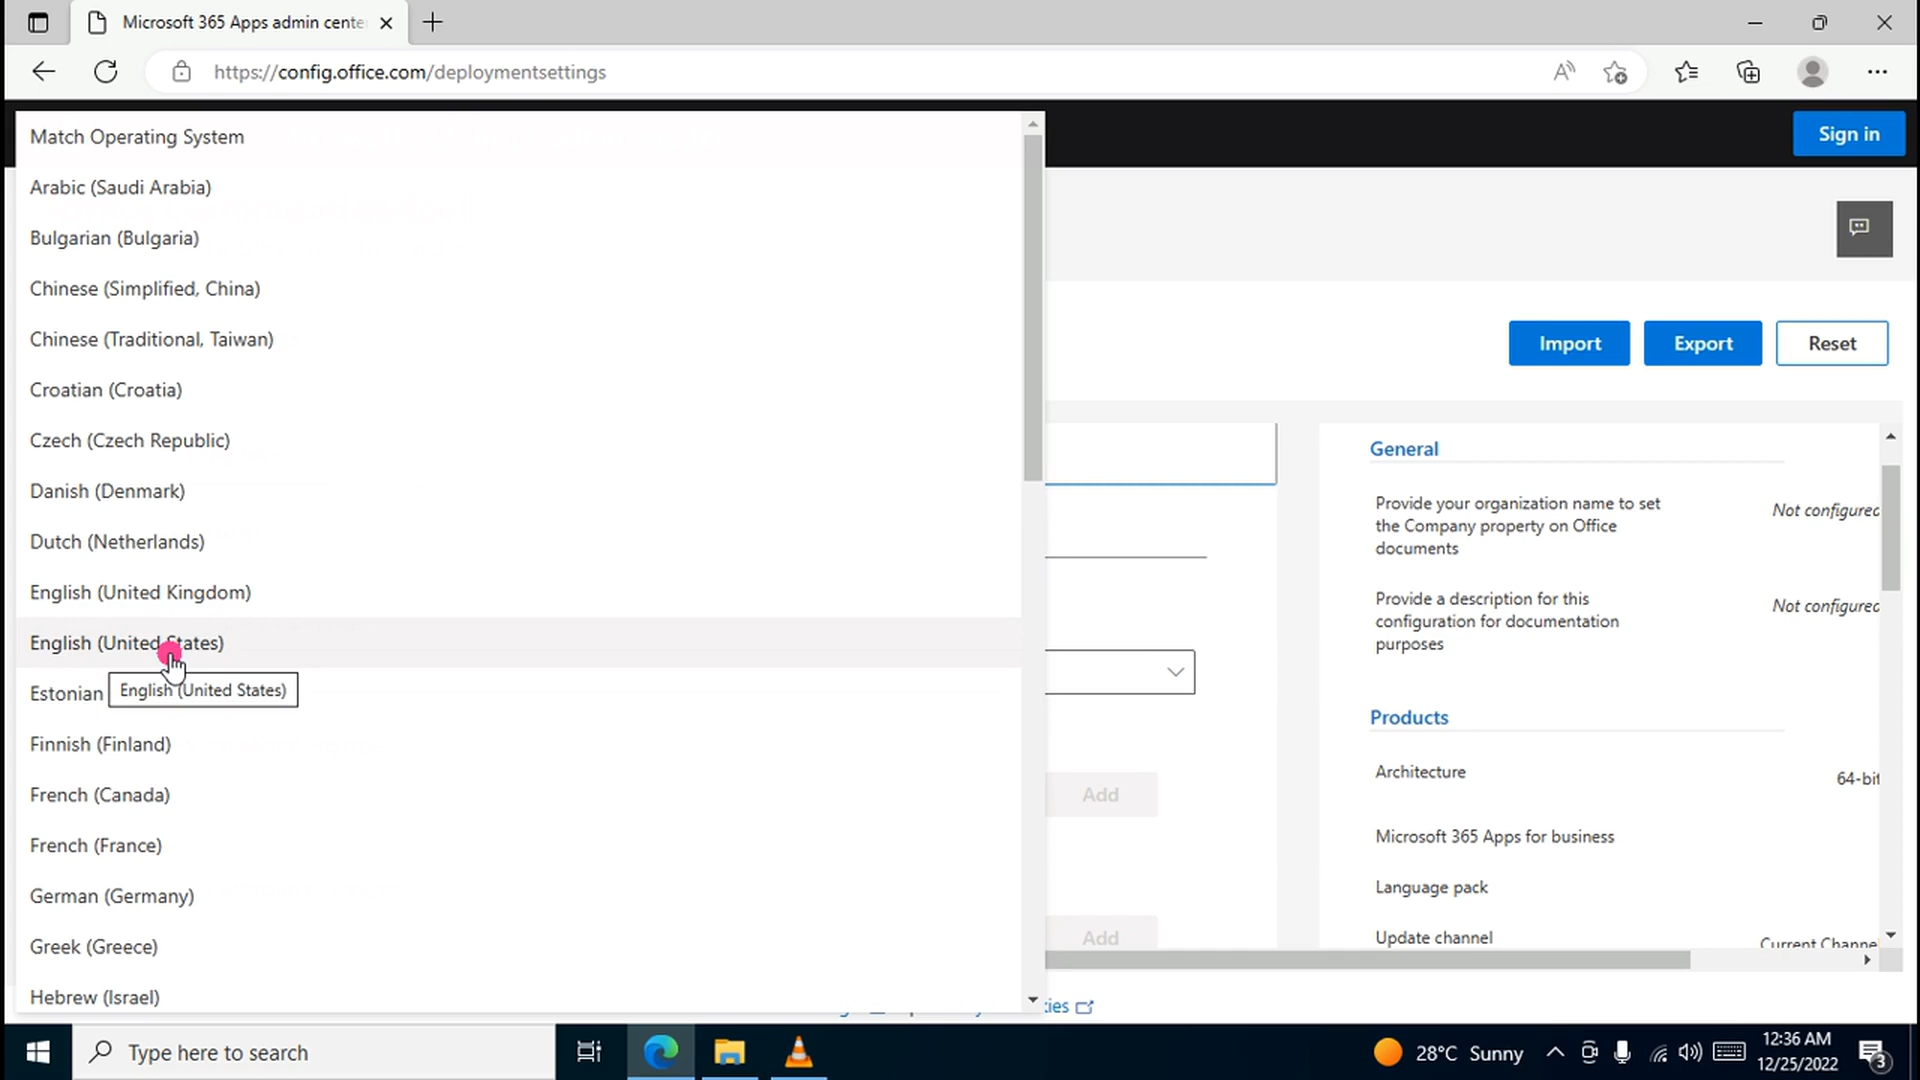 Microsoft 365 Apps admin cente
https://config.office.com/deploymentsettings
Sign in
Match Operating System
Arabic (Saudi Arabia)
Bulgarian (Bulgaria)
Chinese (Simplified, China)
Chinese (Traditional, Taiwan)
Croatian (Croatia)
Czech (Czech Republic)
Danish (Denmark)
Dutch (Netherlands)
English (United Kingdom)
English (United States)
Estonian
English (United States)
Finnish (Finland)
French (Canada)
French (France)
German (Germany)
Greek (Greece)
Hebrew (Israel)
Import
Export
Reset
Add
Add
General
Provide your organization name to set
the Company property on Office
documents
Not configured
Provide a description for this
configuration for documentation
purposes
Not configured
Products
Architecture
64-bit
Microsoft 365 Apps for business
Language pack
Update channel
Current Channel
kies
Type here to search
28°C Sunny
12:36 AM
12/25/2022
3